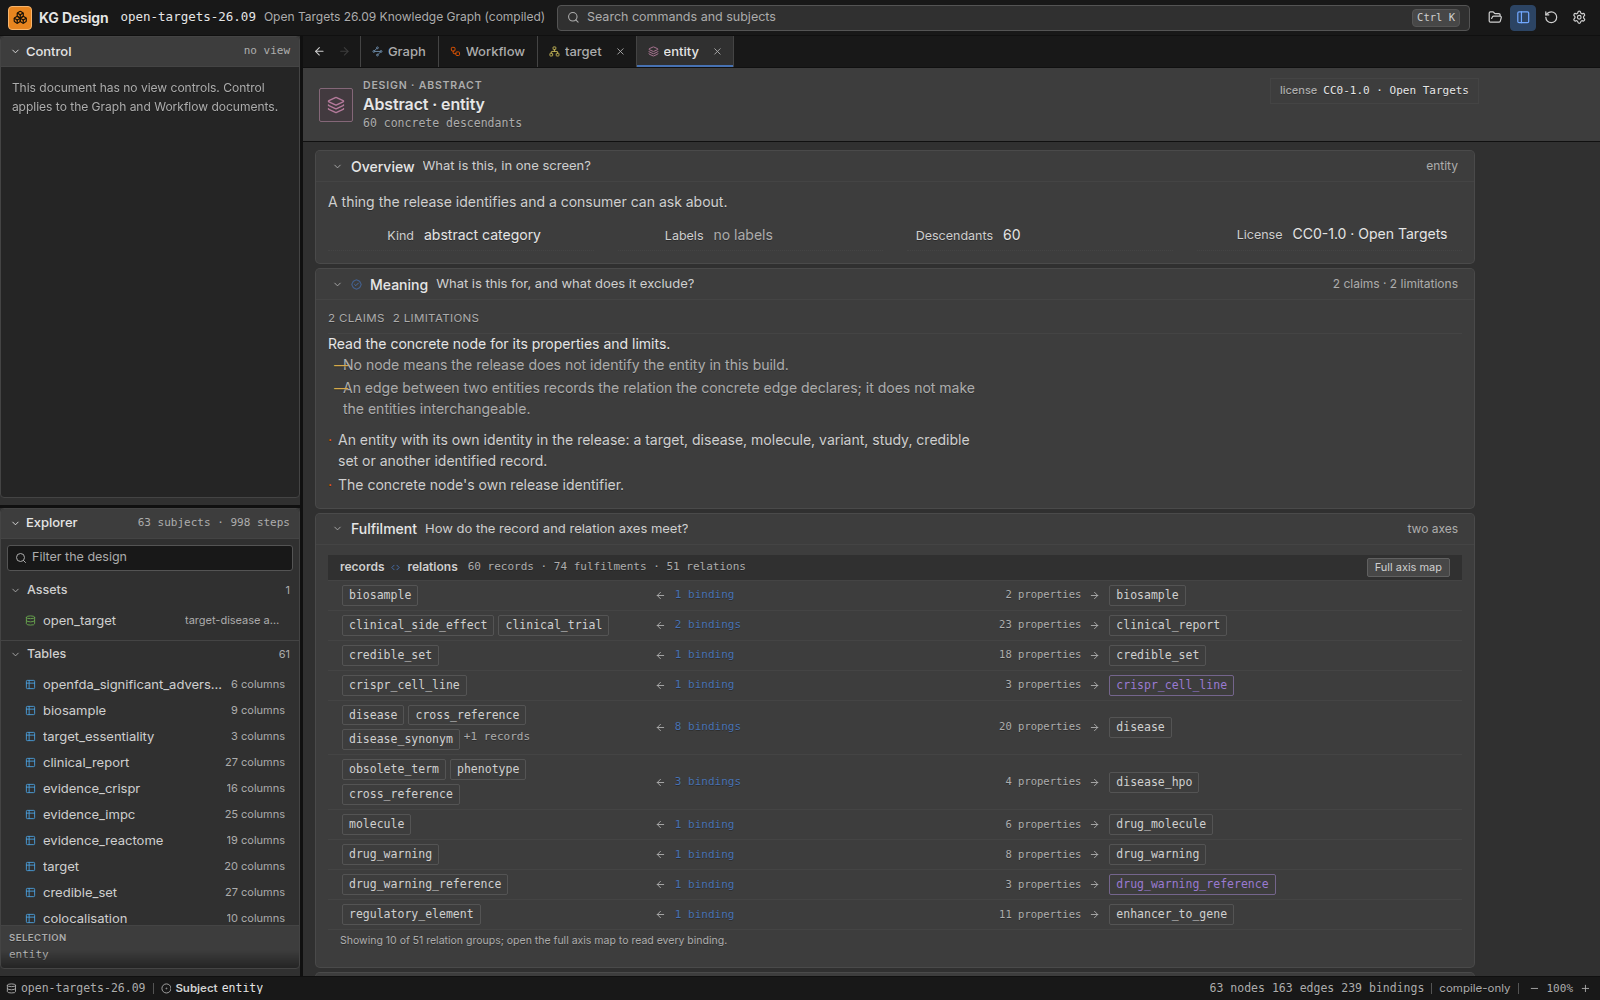 KG Design open-targets-26.09 Open Targets 26.09 Knowledge Graph (compiled) Search commands and subjects Ctrl K
Control no view
This document has no view controls. Control
applies to the Graph and Workflow documents.
Explorer 63 subjects · 998 steps
Filter the design
Assets 1
open_target target-disease a...
Tables 61
openfda_significant_advers... 6 columns
biosample 9 columns
target_essentiality 3 columns
clinical_report 27 columns
evidence_crispr 16 columns
evidence_impc 25 columns
evidence_reactome 19 columns
target 20 columns
credible_set 27 columns
colocalisation 10 columns
SELECTION
entity
Graph Workflow target entity
DESIGN · ABSTRACT
Abstract · entity
60 concrete descendants
license CC0-1.0 · Open Targets
Overview What is this, in one screen? entity
A thing the release identifies and a consumer can ask about.
Kind abstract category Labels no labels Descendants 60 License CC0-1.0 · Open Targets
Meaning What is this for, and what does it exclude? 2 claims · 2 limitations
2 CLAIMS 2 LIMITATIONS
Read the concrete node for its properties and limits.
—No node means the release does not identify the entity in this build.
—An edge between two entities records the relation the concrete edge declares; it does not make
the entities interchangeable.
· An entity with its own identity in the release: a target, disease, molecule, variant, study, credible
set or another identified record.
· The concrete node's own release identifier.
Fulfilment How do the record and relation axes meet? two axes
records <> relations 60 records · 74 fulfilments · 51 relations Full axis map
biosample ← 1 binding 2 properties → biosample
clinical_side_effect clinical_trial ← 2 bindings 23 properties → clinical_report
credible_set ← 1 binding 18 properties → credible_set
crispr_cell_line ← 1 binding 3 properties → crispr_cell_line
disease cross_reference
disease_synonym +1 records ← 8 bindings 20 properties → disease
obsolete_term phenotype
cross_reference ← 3 bindings 4 properties → disease_hpo
molecule ← 1 binding 6 properties → drug_molecule
drug_warning ← 1 binding 8 properties → drug_warning
drug_warning_reference ← 1 binding 3 properties → drug_warning_reference
regulatory_element ← 1 binding 11 properties → enhancer_to_gene
Showing 10 of 51 relation groups; open the full axis map to read every binding.
open-targets-26.09 Subject entity 63 nodes 163 edges 239 bindings compile-only − 100% +